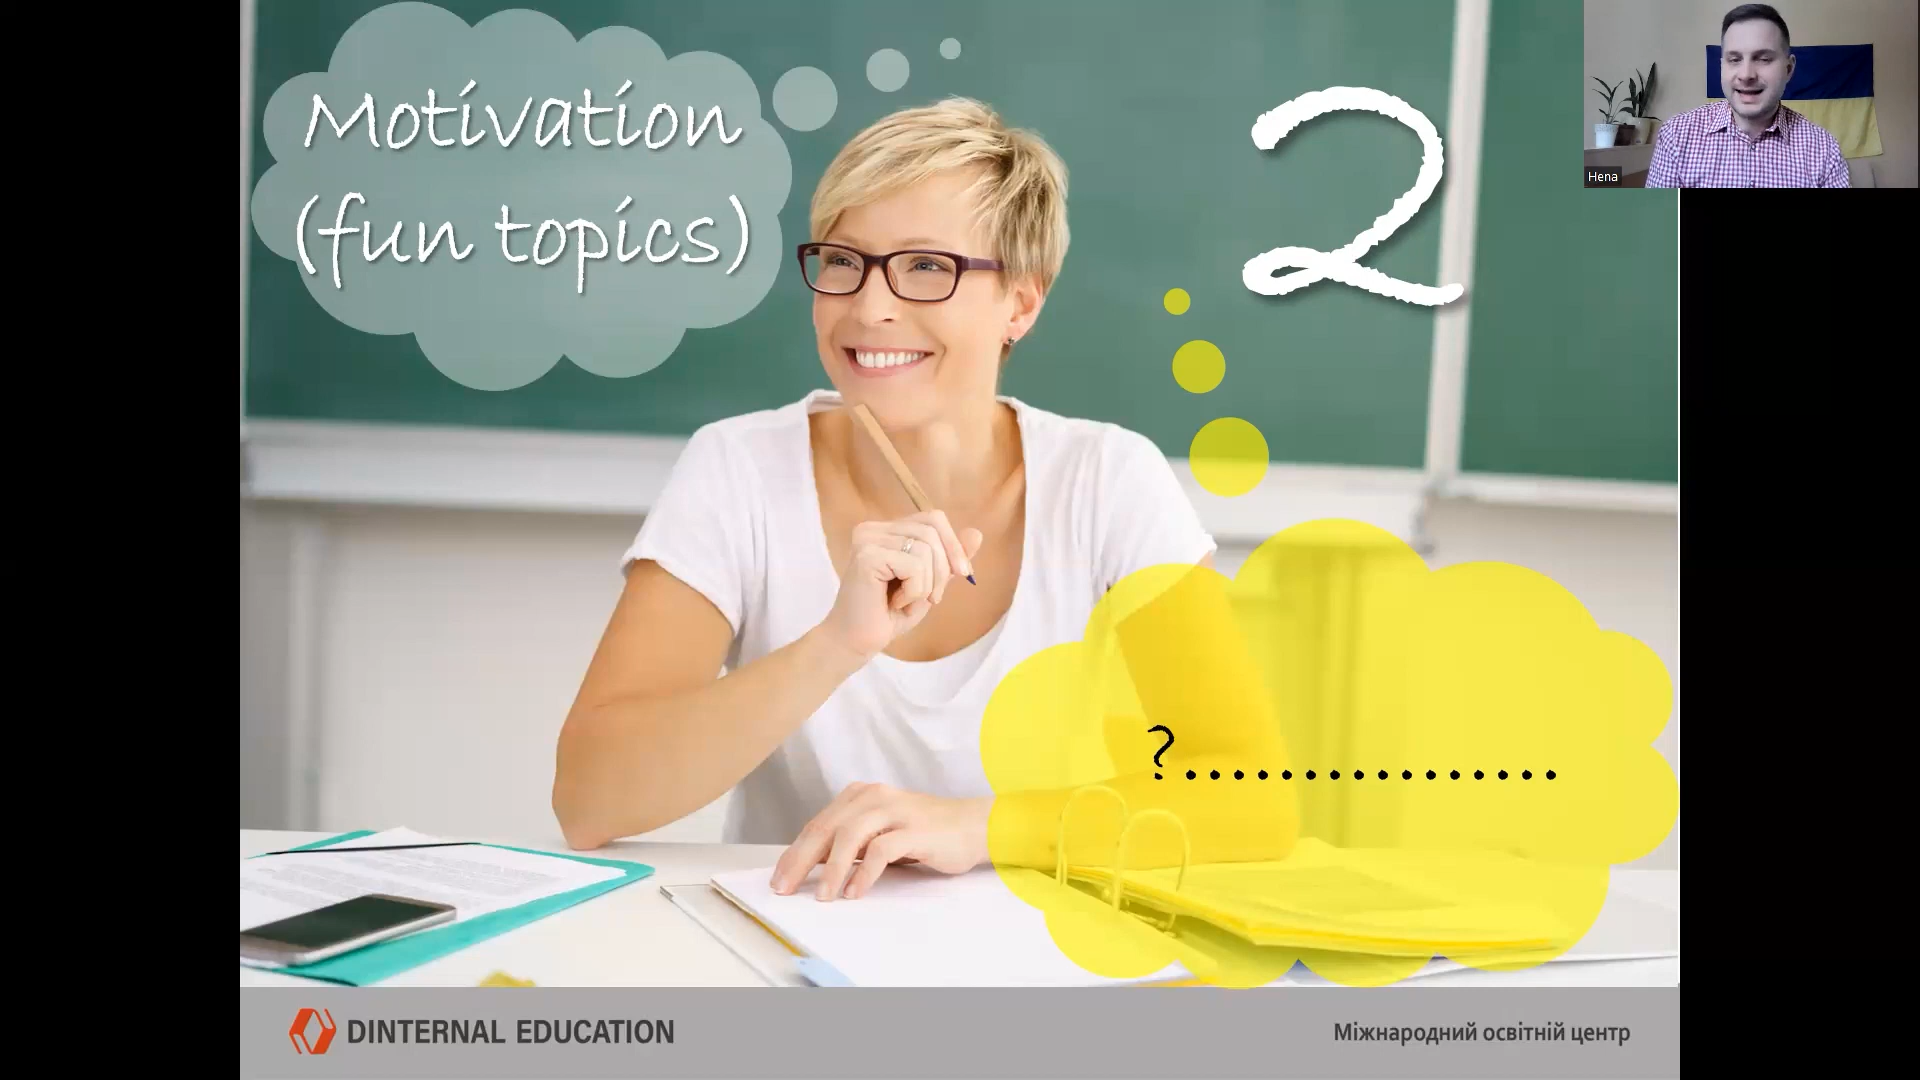 Motivation
(fun topics)
2
Hena
?................
DINTERNAL EDUCATION
Міжнародний освітній центр